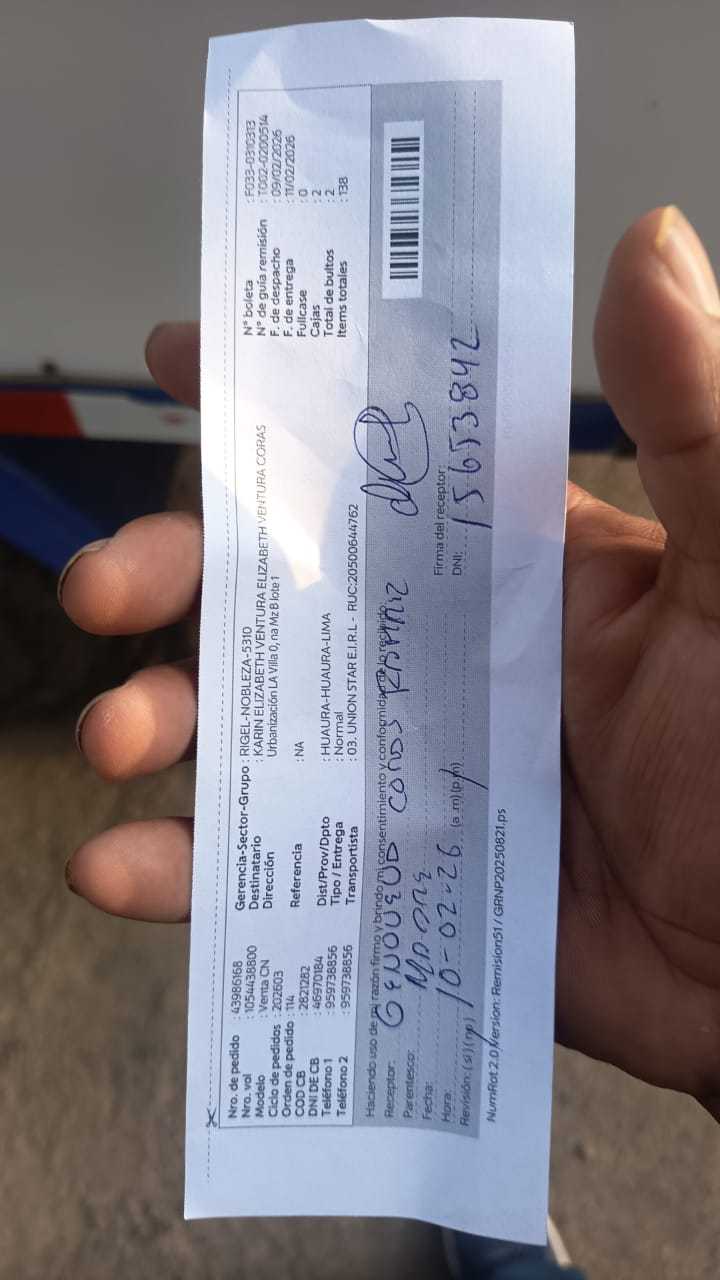 Nro. de pedido : 43986168
Nro. vol : 1054438800
Modelo : Venta CN
Ciclo de pedidos : 202603
Orden de pedido : 114
COD CB : 2821282
DNI DE CB : 46970184
Teléfono 1 : 959738856
Teléfono 2 : 959738856
Gerencia-Sector-Grupo : RIGEL-NOBLEZA-5310
Destinatario : KARIN ELIZABETH VENTURA ELIZABETH VENTURA CORAS
Dirección Urbanización LA Villa 0, na Mz B lote 1
Referencia : NA
Dist/Prov/Dpto : HUAURA-HUAURA-LIMA
Tipo / Entrega : Normal
Transportista : 03. UNION STAR E.I.R.L - RUC:20500644762
N° boleta : F033-0310313
N° de guía remisión : T002-0200514
F. de despacho : 09/02/2026
F. de entrega : 11/02/2026
Fullcase : 0
Cajas : 2
Total de bultos : 2
Items totales : 138
Haciendo uso de mi razón firmo y brindo mi consentimiento y conformidad de lo recibido
Receptor: GENOVEVA CORAS
Parentesco: MADRE
Fecha: 10-02-26
Hora: (a .m) (p.m)
Revisión: ( si ) ( no )
Firma del receptor:
DNI: 15653842
NumRot 2.0,Version: Remision51 / GRNP20250821.ps